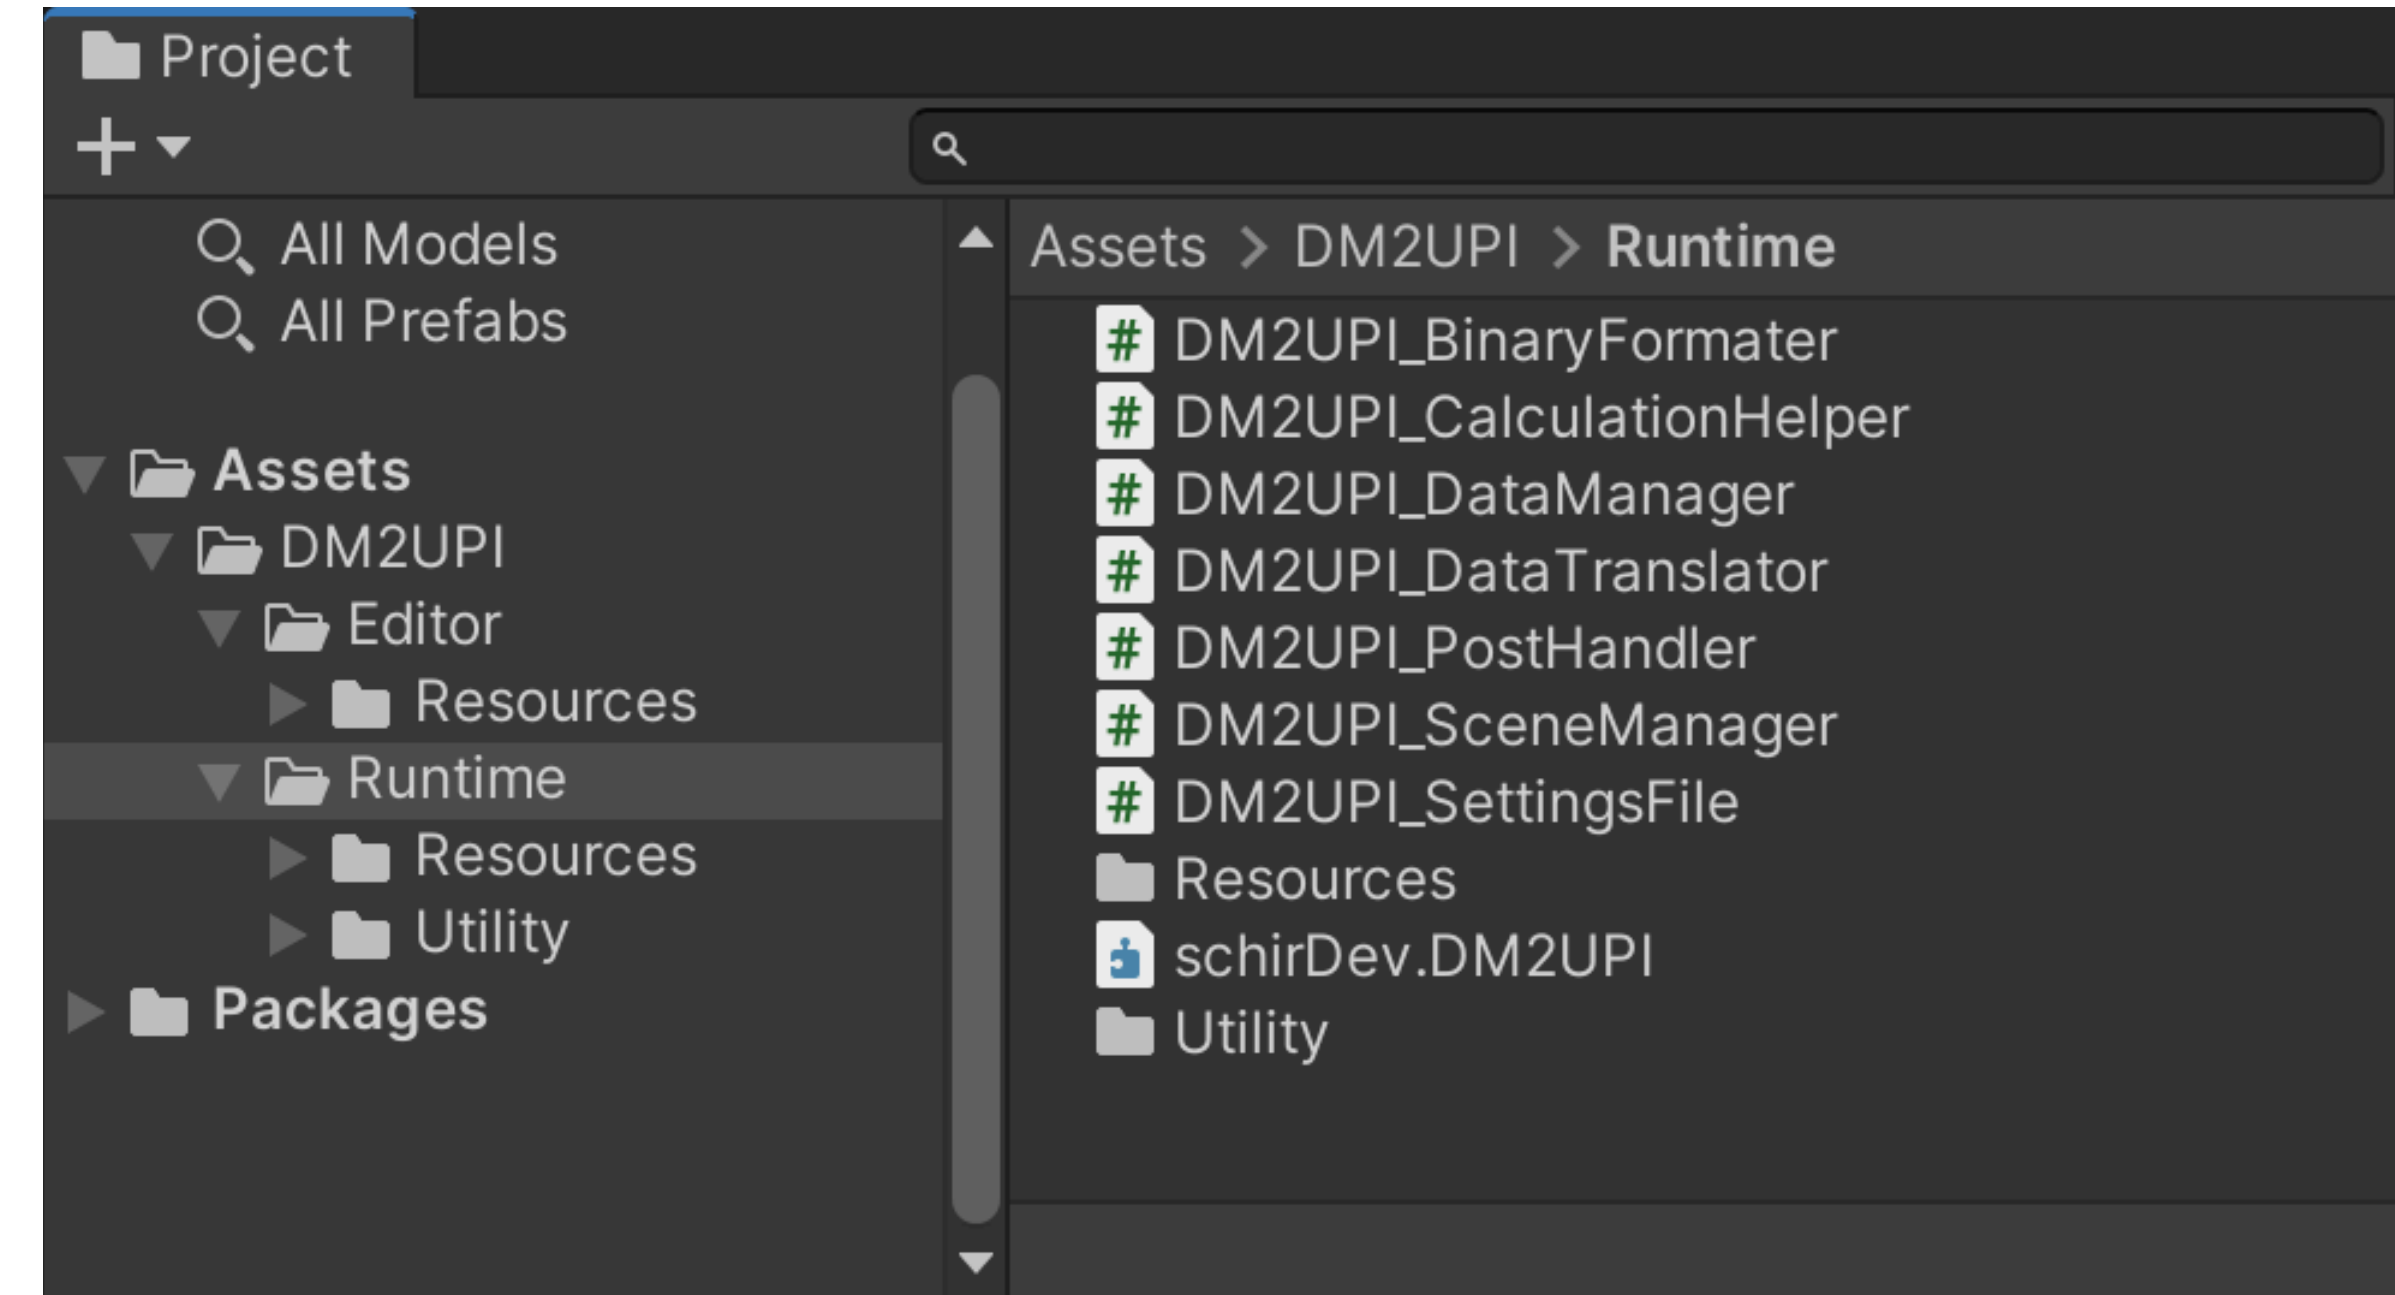 Project
All Models
All Prefabs
Assets
DM2UPI
Editor
Resources
Runtime
Resources
Utility
Packages
Assets > DM2UPI > Runtime
DM2UPI_BinaryFormater
DM2UPI_CalculationHelper
DM2UPI_DataManager
DM2UPI_DataTranslator
DM2UPI_PostHandler
DM2UPI_SceneManager
DM2UPI_SettingsFile
Resources
schirDev.DM2UPI
Utility